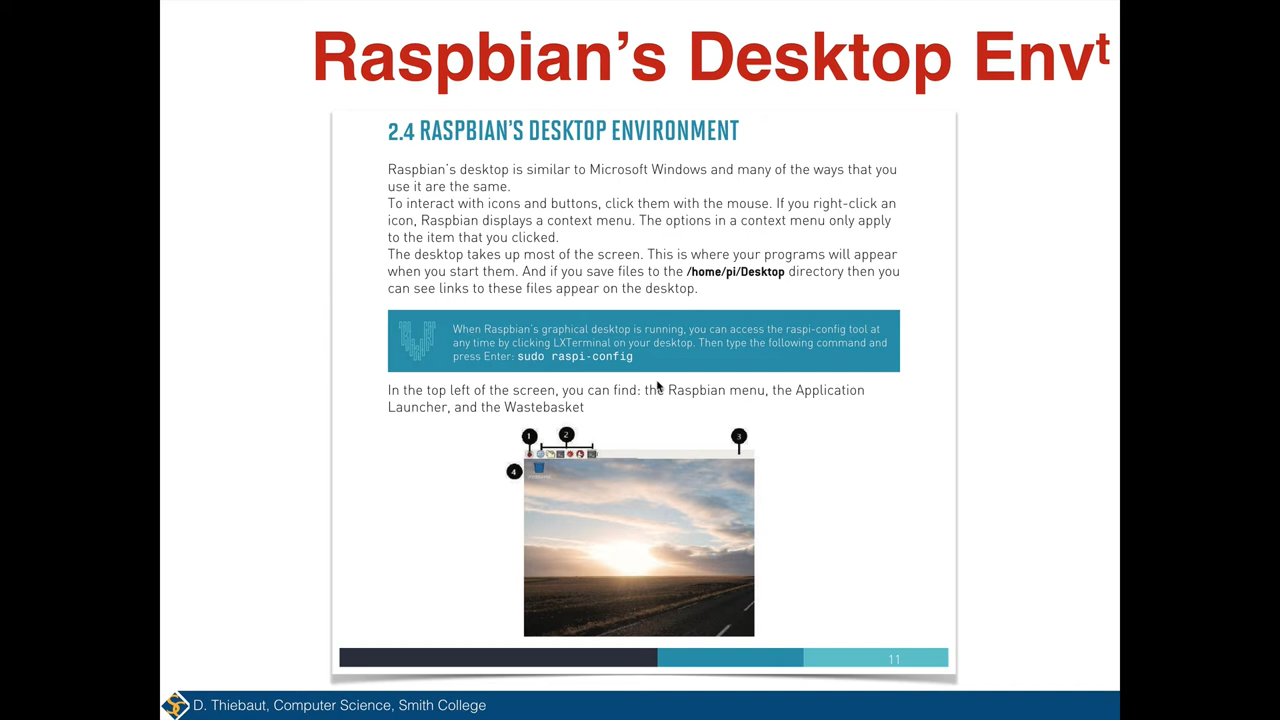 Raspbian’s Desktop Envᵗ
2.4 RASPBIAN’S DESKTOP ENVIRONMENT
Raspbian’s desktop is similar to Microsoft Windows and many of the ways that you
use it are the same.
To interact with icons and buttons, click them with the mouse. If you right-click an
icon, Raspbian displays a context menu. The options in a context menu only apply
to the item that you clicked.
The desktop takes up most of the screen. This is where your programs will appear
when you start them. And if you save files to the /home/pi/Desktop directory then you
can see links to these files appear on the desktop.
When Raspbian’s graphical desktop is running, you can access the raspi-config tool at
any time by clicking LXTerminal on your desktop. Then type the following command and
press Enter: sudo raspi-config
In the top left of the screen, you can find: the Raspbian menu, the Application
Launcher, and the Wastebasket
1 2 3
4
11
D. Thiebaut, Computer Science, Smith College